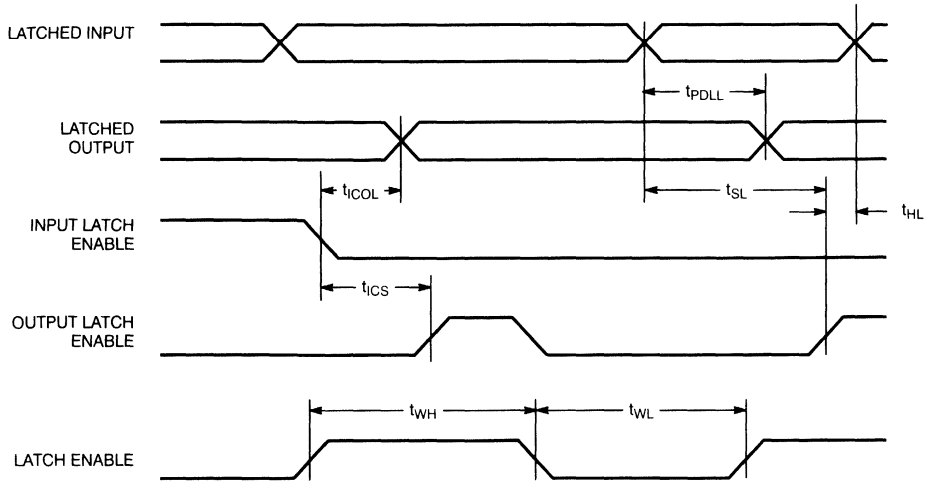 LATCHED INPUT
tPDLL
LATCHED
OUTPUT
tICOL
tSL
tHL
INPUT LATCH
ENABLE
tICS
OUTPUT LATCH
ENABLE
tWH
tWL
LATCH ENABLE